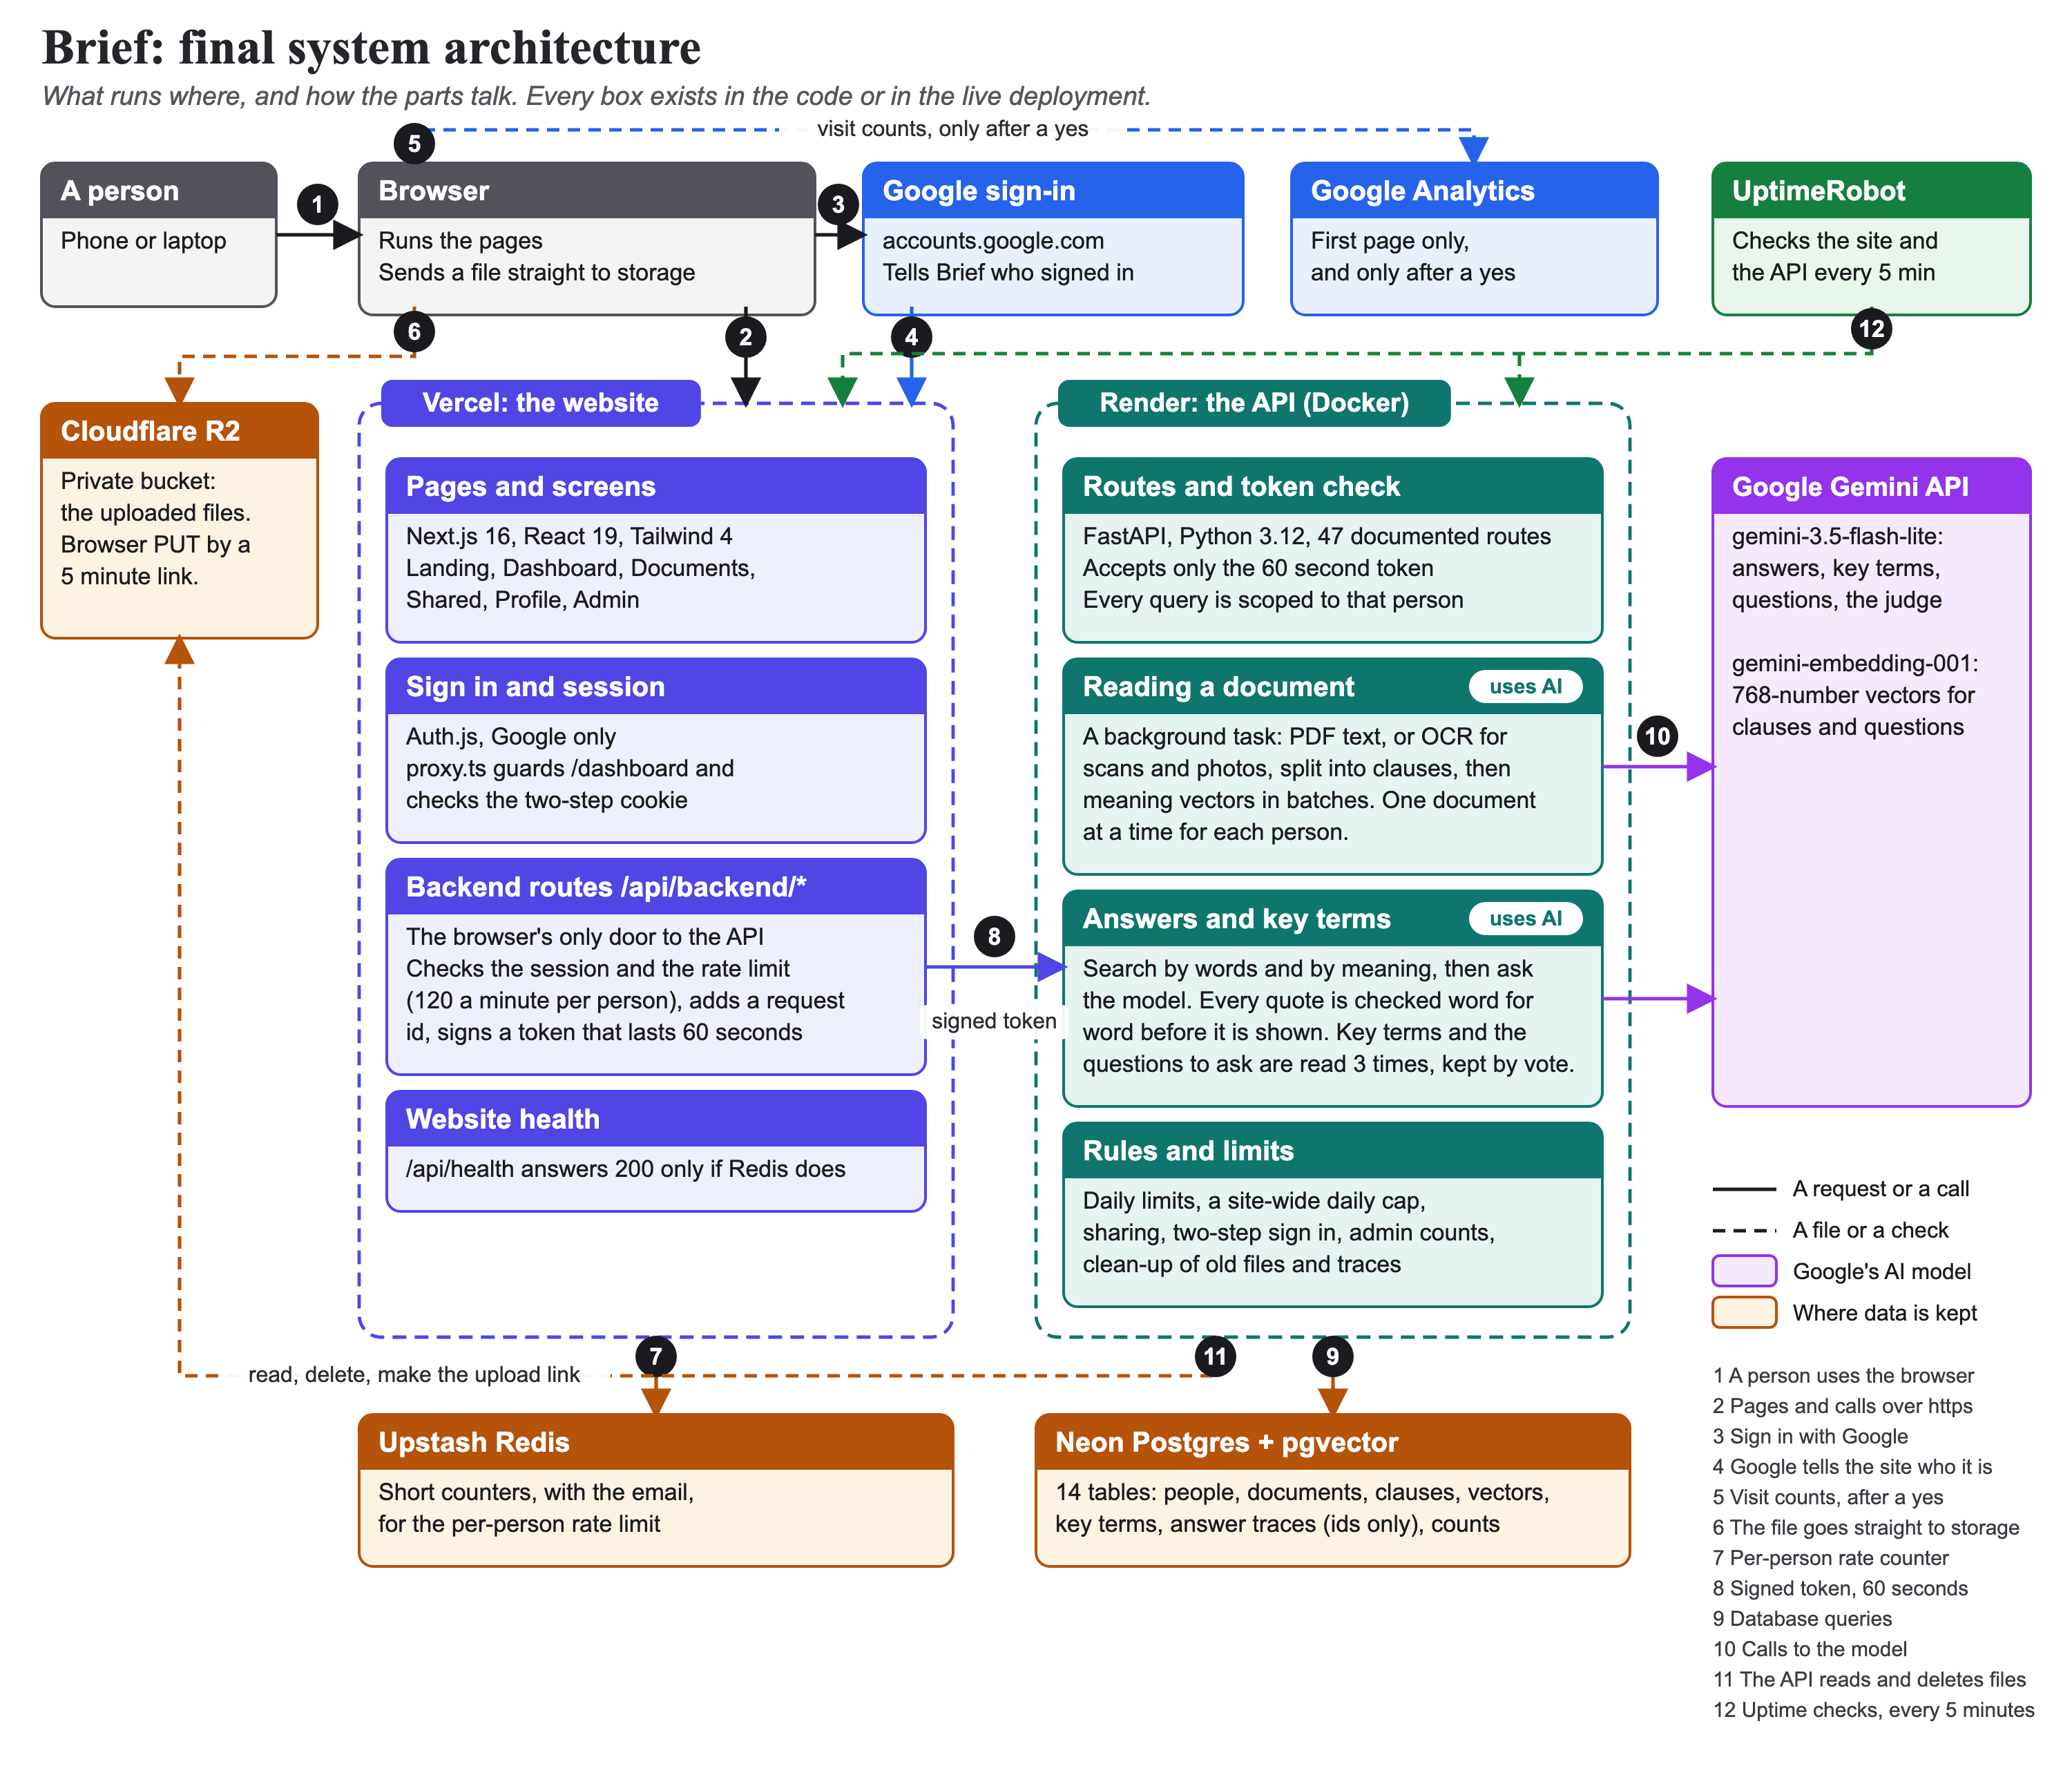 Brief: final system architecture
What runs where, and how the parts talk. Every box exists in the code or in the live deployment.
5
visit counts, only after a yes
A person
Phone or laptop
1
Browser
Runs the pages
Sends a file straight to storage
3
Google sign-in
accounts.google.com
Tells Brief who signed in
Google Analytics
First page only,
and only after a yes
UptimeRobot
Checks the site and
the API every 5 min
6
2
4
12
Cloudflare R2
Private bucket:
the uploaded files.
Browser PUT by a
5 minute link.
Vercel: the website
Pages and screens
Next.js 16, React 19, Tailwind 4
Landing, Dashboard, Documents,
Shared, Profile, Admin
Sign in and session
Auth.js, Google only
proxy.ts guards /dashboard and
checks the two-step cookie
Backend routes /api/backend/*
The browser's only door to the API
Checks the session and the rate limit
(120 a minute per person), adds a request
id, signs a token that lasts 60 seconds
Website health
/api/health answers 200 only if Redis does
8
signed token
Render: the API (Docker)
Routes and token check
FastAPI, Python 3.12, 47 documented routes
Accepts only the 60 second token
Every query is scoped to that person
Reading a document
uses AI
A background task: PDF text, or OCR for
scans and photos, split into clauses, then
meaning vectors in batches. One document
at a time for each person.
Answers and key terms
uses AI
Search by words and by meaning, then ask
the model. Every quote is checked word for
word before it is shown. Key terms and the
questions to ask are read 3 times, kept by vote.
Rules and limits
Daily limits, a site-wide daily cap,
sharing, two-step sign in, admin counts,
clean-up of old files and traces
10
Google Gemini API
gemini-3.5-flash-lite:
answers, key terms,
questions, the judge
gemini-embedding-001:
768-number vectors for
clauses and questions
read, delete, make the upload link
7
11
9
Upstash Redis
Short counters, with the email,
for the per-person rate limit
Neon Postgres + pgvector
14 tables: people, documents, clauses, vectors,
key terms, answer traces (ids only), counts
A request or a call
A file or a check
Google's AI model
Where data is kept
1 A person uses the browser
2 Pages and calls over https
3 Sign in with Google
4 Google tells the site who it is
5 Visit counts, after a yes
6 The file goes straight to storage
7 Per-person rate counter
8 Signed token, 60 seconds
9 Database queries
10 Calls to the model
11 The API reads and deletes files
12 Uptime checks, every 5 minutes